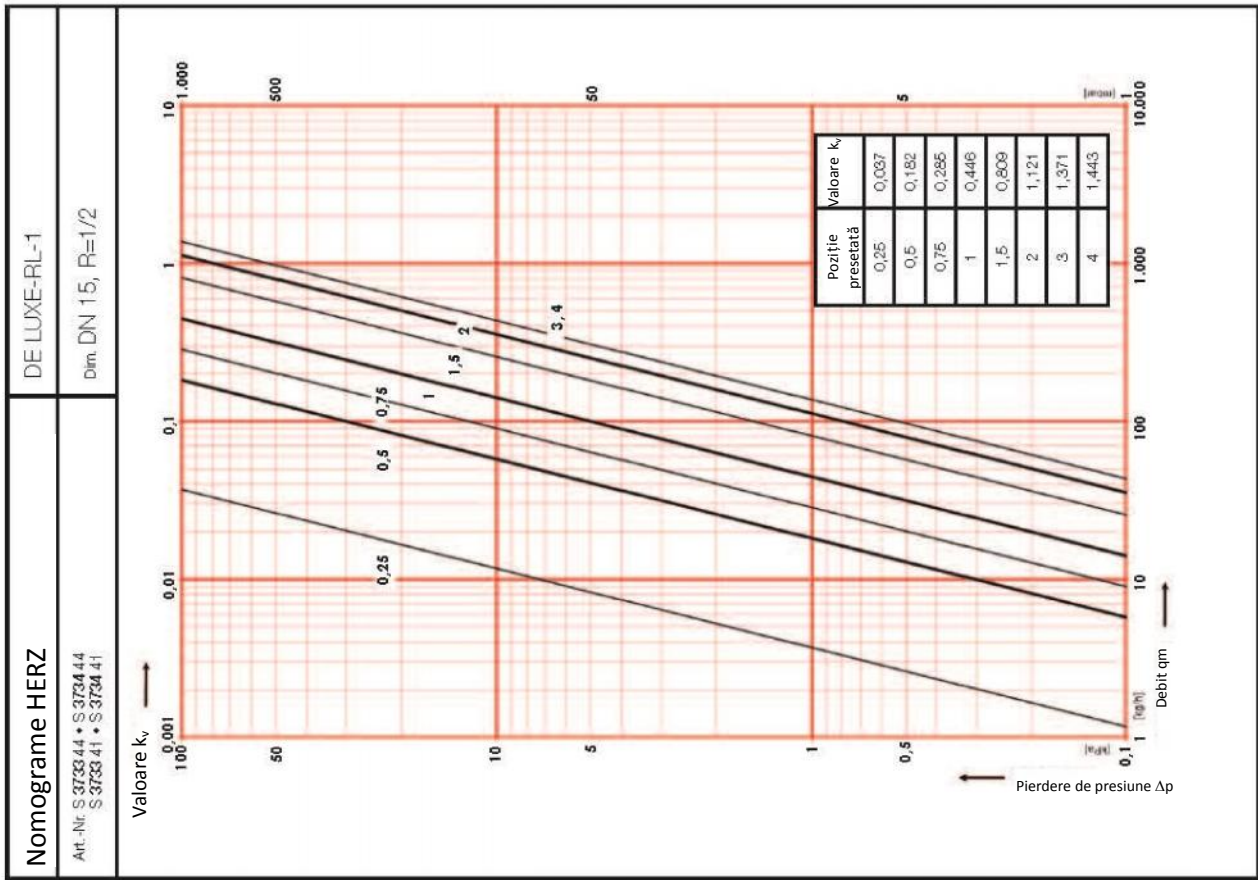 Nomograme HERZ
DE LUXE-RL-1
Art.-Nr. S 3733 44 • S 3734 44
S 3733 41 • S 3734 41
Dim. DN 15, R=1/2
Valoare kv
0,001
0,01
0,1
1
10
100
50
10
5
1
0,5
0,1
[kPa]
1.000
500
50
5
1
[mbar]
0,25
0,5
0,75
1
1,5
2
3, 4
Poziție presetată
Valoare kv
0,25 0,037
0,5 0,182
0,75 0,285
1 0,446
1,5 0,809
2 1,121
3 1,371
4 1,443
1 [kg/h]
10
100
1.000
10.000
Debit qm
Pierdere de presiune Δp